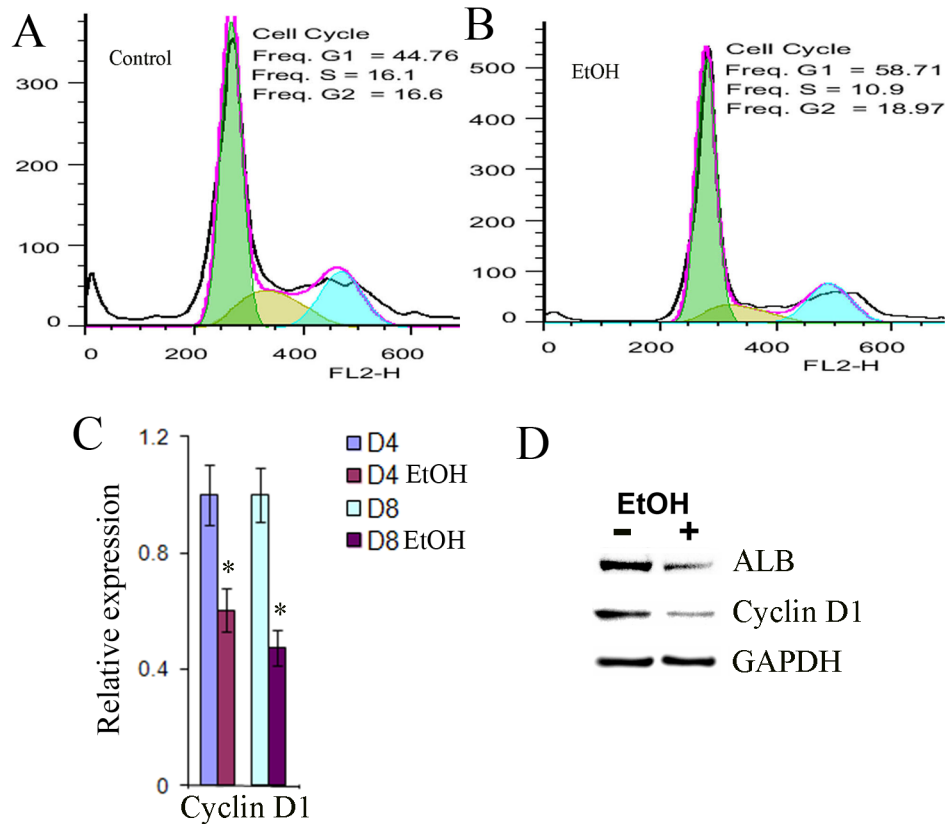 A
Control
Cell Cycle
Freq. G1 = 44.76
Freq. S = 16.1
Freq. G2 = 16.6
300
200
100
0
0 200 400 600
FL2-H
B
EtOH
Cell Cycle
Freq. G1 = 58.71
Freq. S = 10.9
Freq. G2 = 18.97
500
400
300
200
100
0
0 200 400 600
FL2-H
C
Relative expression
1.2
0.8
0.4
0
* *
Cyclin D1
D4
D4 EtOH
D8
D8 EtOH
D
EtOH
- +
ALB
Cyclin D1
GAPDH